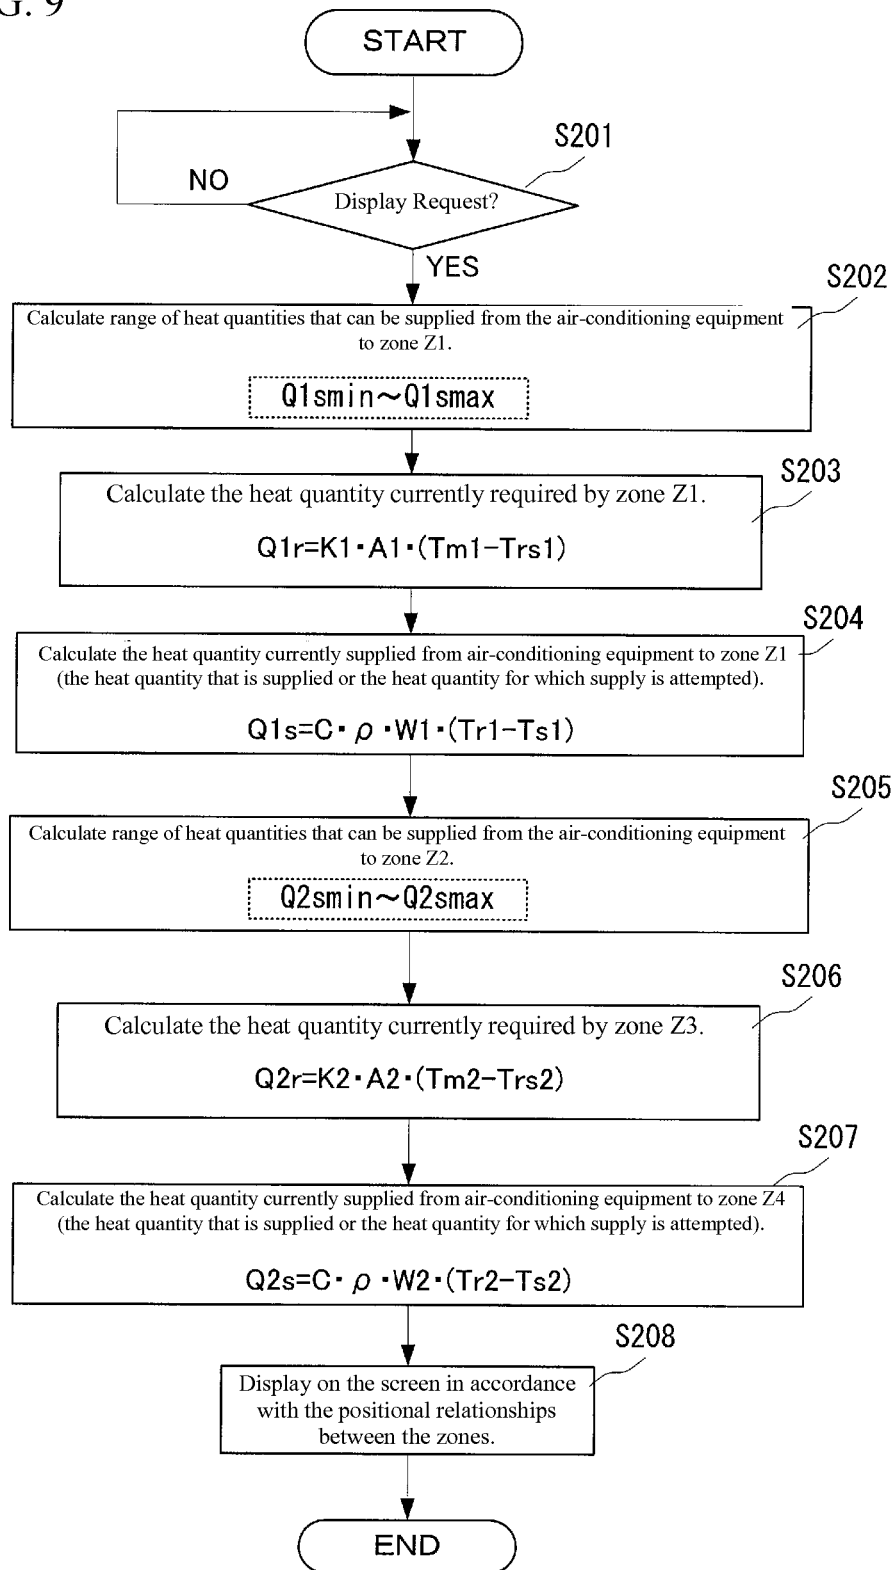 G. 9
START
S201
Display Request?
NO
YES
S202
Calculate range of heat quantities that can be supplied from the air-conditioning equipment
to zone Z1.
Q1smin~Q1smax
S203
Calculate the heat quantity currently required by zone Z1.
Q1r=K1・A1・(Tm1-Trs1)
S204
Calculate the heat quantity currently supplied from air-conditioning equipment to zone Z1
(the heat quantity that is supplied or the heat quantity for which supply is attempted).
Q1s=C・ρ・W1・(Tr1-Ts1)
S205
Calculate range of heat quantities that can be supplied from the air-conditioning equipment
to zone Z2.
Q2smin~Q2smax
S206
Calculate the heat quantity currently required by zone Z3.
Q2r=K2・A2・(Tm2-Trs2)
S207
Calculate the heat quantity currently supplied from air-conditioning equipment to zone Z4
(the heat quantity that is supplied or the heat quantity for which supply is attempted).
Q2s=C・ρ・W2・(Tr2-Ts2)
S208
Display on the screen in accordance
with the positional relationships
between the zones.
END